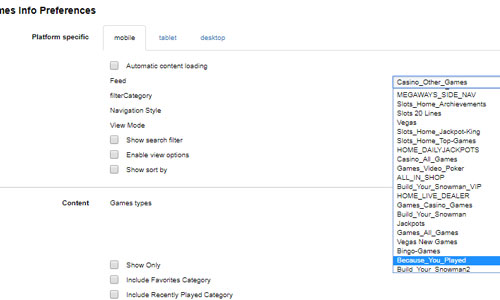 mes Info Preferences
Platform specific
mobile
tablet
desktop
Automatic content loading
Feed
Casino_Other_Games
filterCategory
MEGAWAYS_SIDE_NAV
Slots_Home_Archievements
Navigation Style
Slots 20 Lines
Vegas
View Mode
Slots_Home_Jackpot-King
Show search filter
Slots_Home_Top-Games
HOME_DAILYJACKPOTS
Enable view options
Casino_All_Games
Show sort by
Games_Video_Poker
ALL_IN_SHOP
Build_Your_Snowman_VIP
HOME_LIVE_DEALER
Content
Games types
Games_Casino_Games
Build_Your_Snowman
Jackpots
Games_All_Games
Vegas New Games
Bingo-Games
Because_You_Played
Show Only
Build_Your_Snowman2
Include Favorites Category
Include Recently Played Category